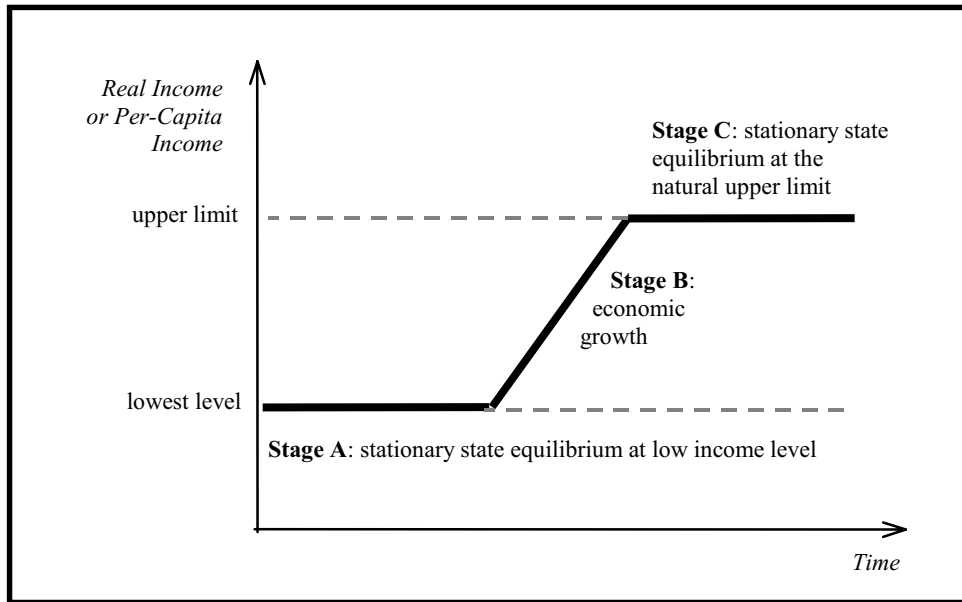 Real Income
or Per-Capita
Income
Stage C: stationary state
equilibrium at the
natural upper limit
upper limit
Stage B:
economic
growth
lowest level
Stage A: stationary state equilibrium at low income level
Time